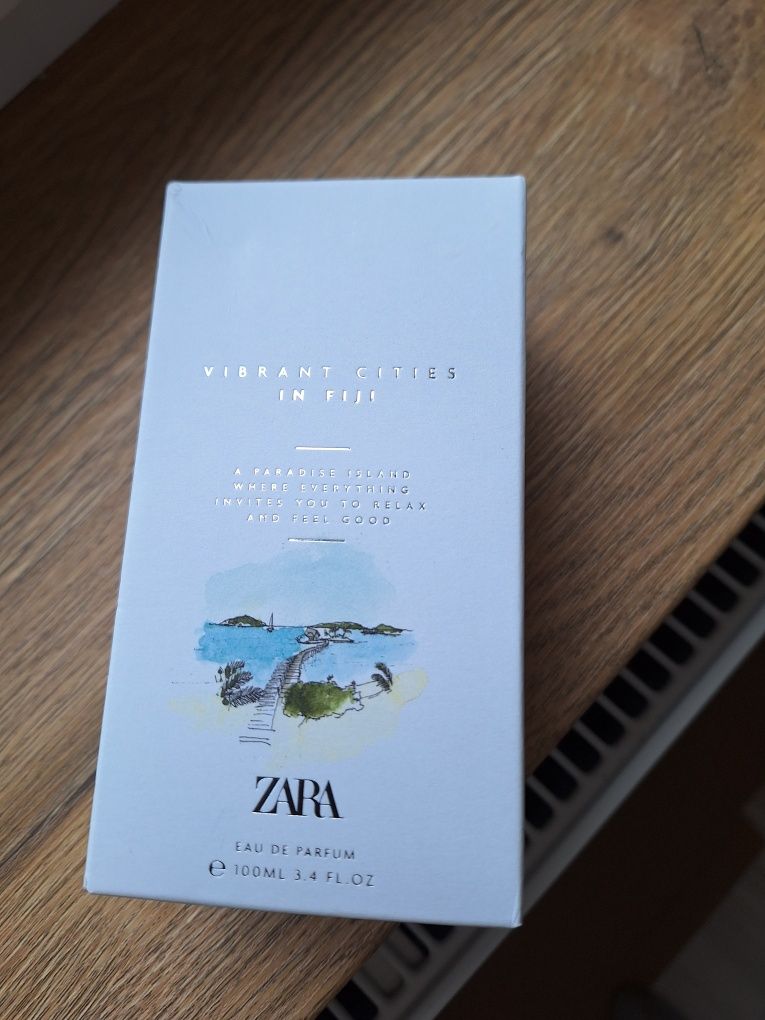 VIBRANT CITIES
IN FIJI
A PARADISE ISLAND
WHERE EVERYTHING
INVITES YOU TO RELAX
AND FEEL GOOD
ZARA
EAU DE PARFUM
℮ 100ML 3.4 FL.OZ